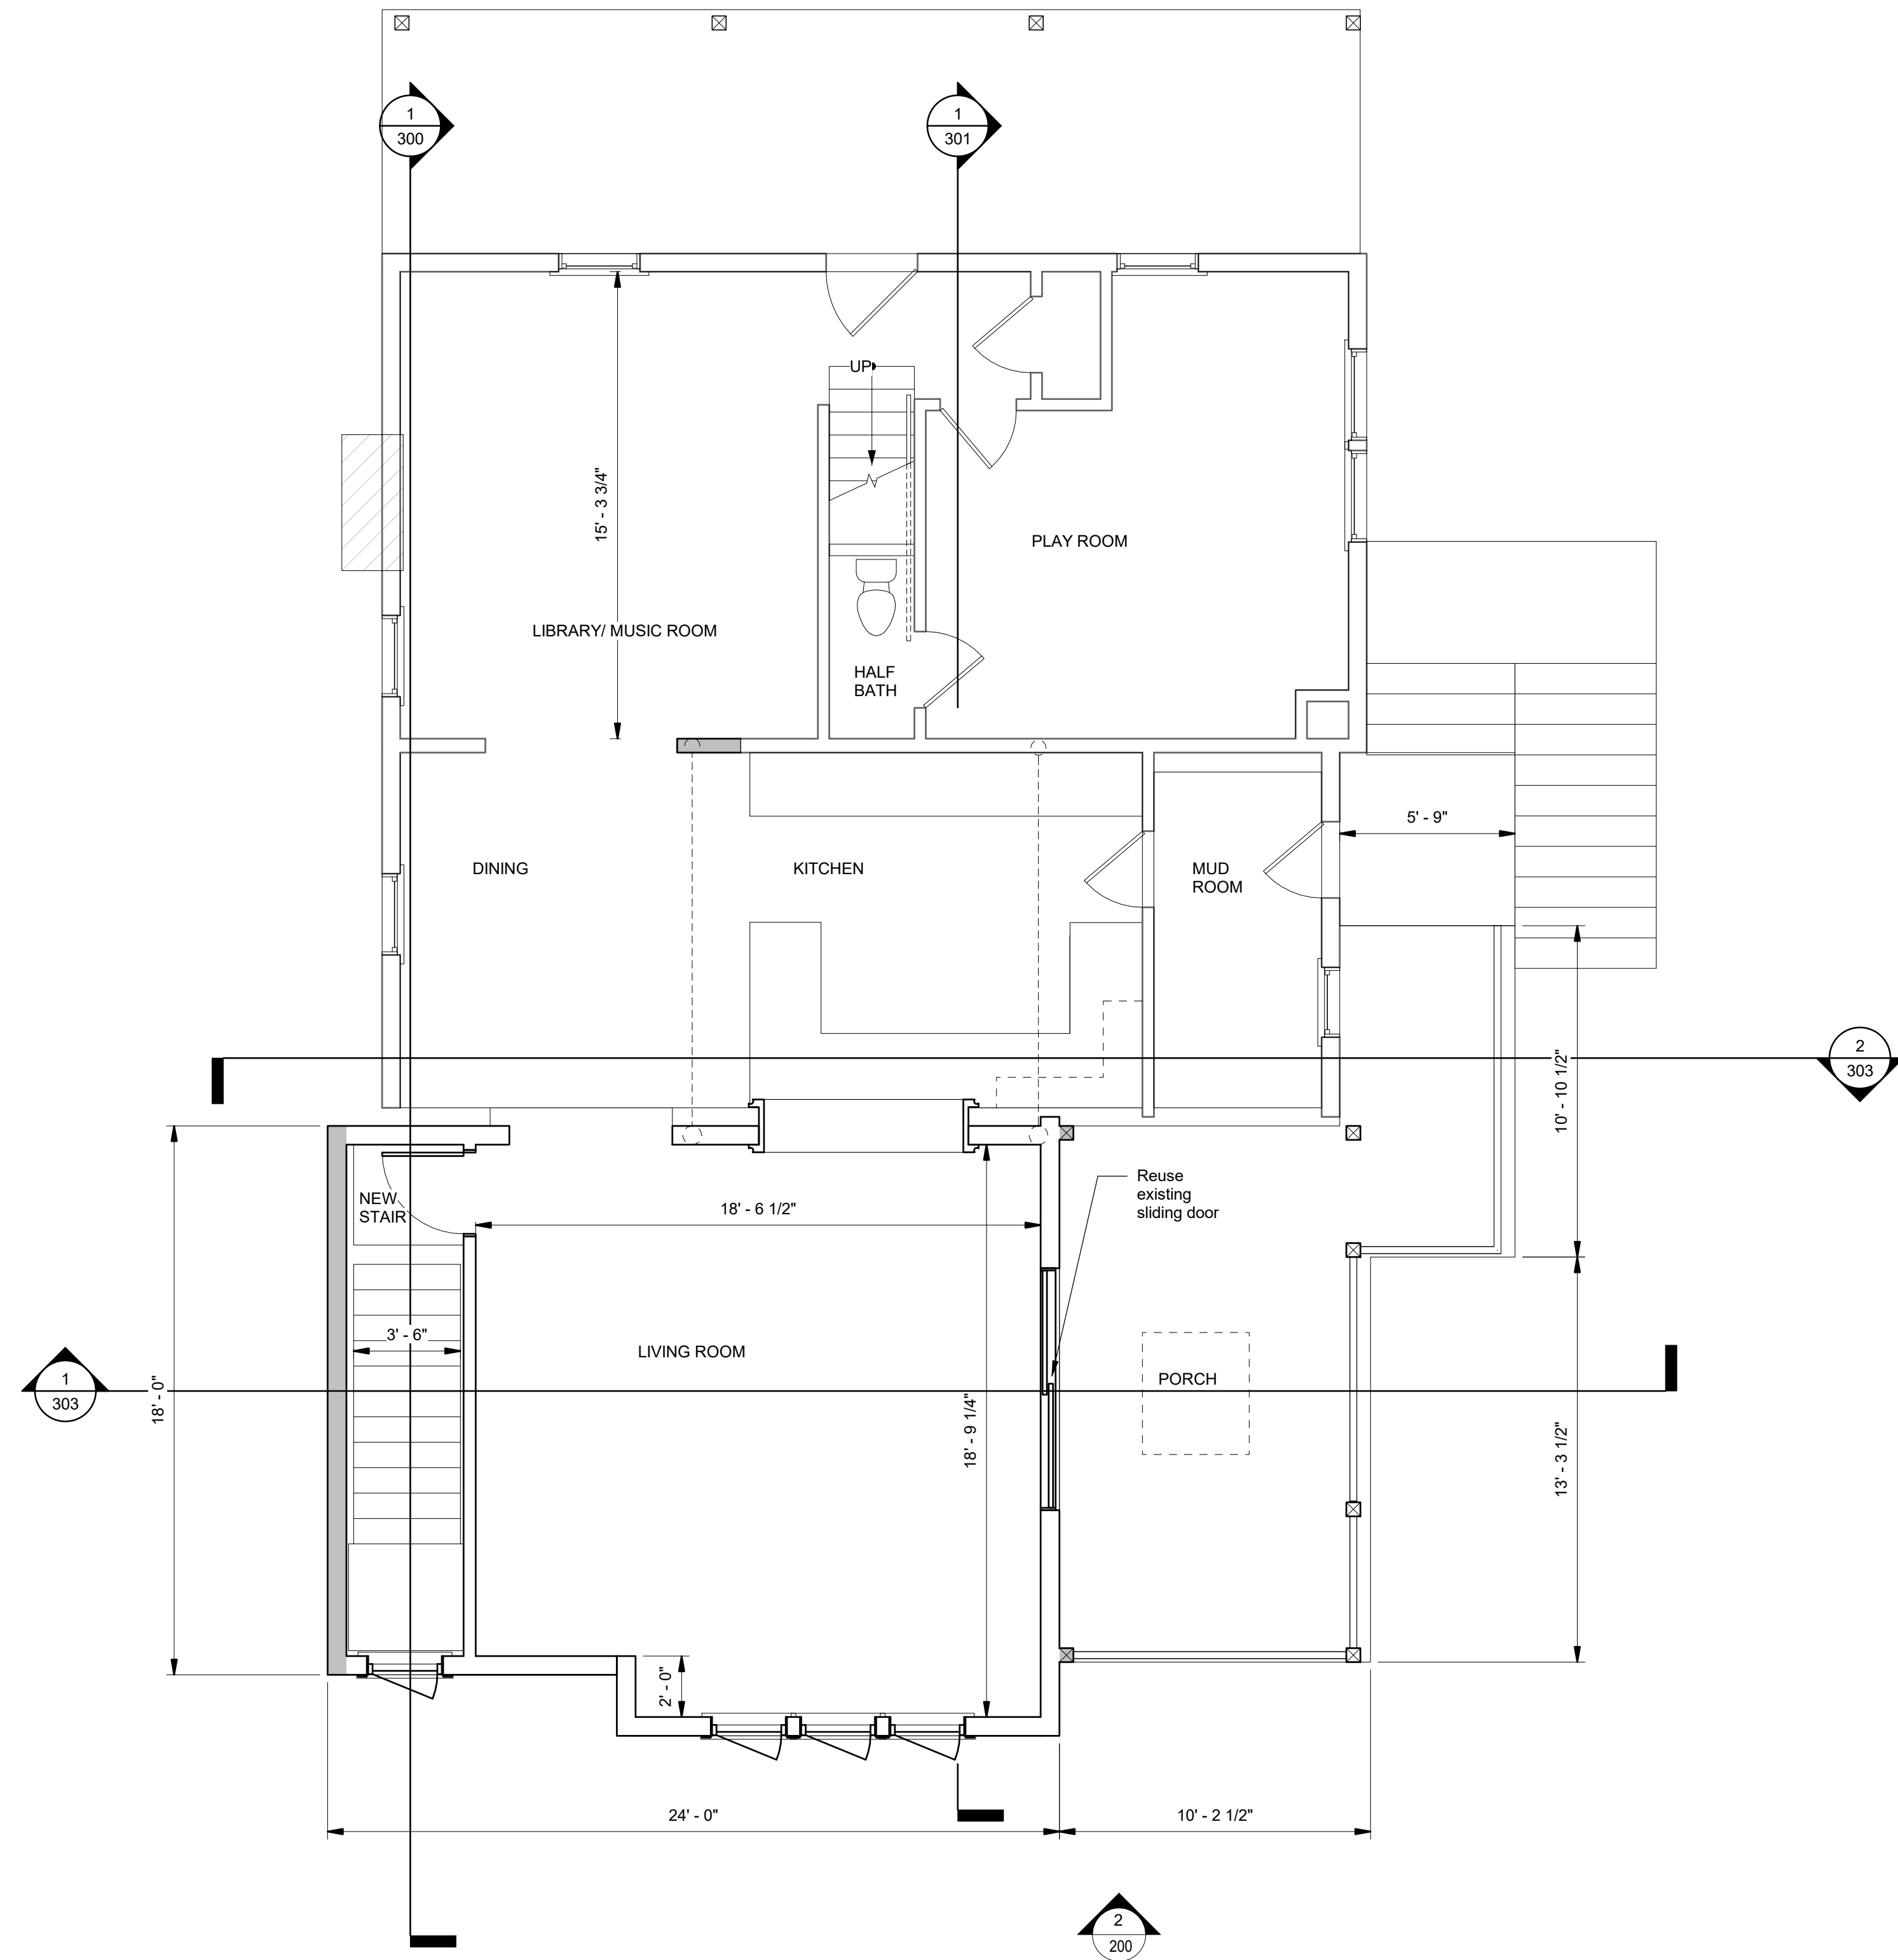 1
300
1
301
UP
15' - 3 3/4"
PLAY ROOM
LIBRARY/ MUSIC ROOM
HALF
BATH
5' - 9"
DINING
KITCHEN
MUD
ROOM
2
303
10' - 10 1/2"
Reuse
existing
sliding door
NEW
STAIR
18' - 6 1/2"
3' - 6"
LIVING ROOM
PORCH
1
303
18' - 0"
18' - 9 1/4"
13' - 3 1/2"
2' - 0"
24' - 0"
10' - 2 1/2"
2
200